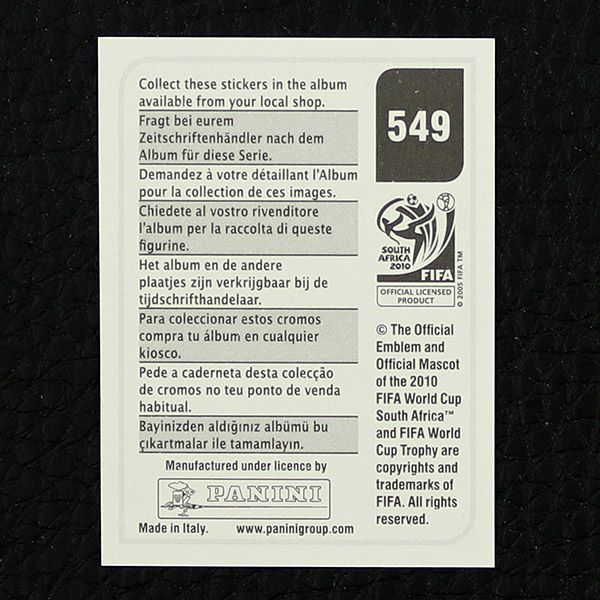 Collect these stickers in the album
available from your local shop.
Fragt bei eurem
Zeitschriftenhändler nach dem
Album für diese Serie.
Demandez à votre détaillant l'Album
pour la collection de ces images.
Chiedete al vostro rivenditore
l'album per la raccolta di queste
figurine.
Het album en de andere
plaatjes zijn verkrijgbaar bij de
tijdschrifthandelaar.
Para coleccionar estos cromos
compra tu álbum en cualquier
kiosco.
Pede a caderneta desta colecção
de cromos no teu ponto de venda
habitual.
Bayinizden aldığınız albümü bu
çıkartmalar ile tamamlayın.
Manufactured under licence by
PANINI
Made in Italy. www.paninigroup.com
549
SOUTH
AFRICA
2010
FIFA
OFFICIAL LICENSED
PRODUCT
© 2005 FIFA TM
© The Official
Emblem and
Official Mascot
of the 2010
FIFA World Cup
South Africa™
and FIFA World
Cup Trophy are
copyrights and
trademarks of
FIFA. All rights
reserved.